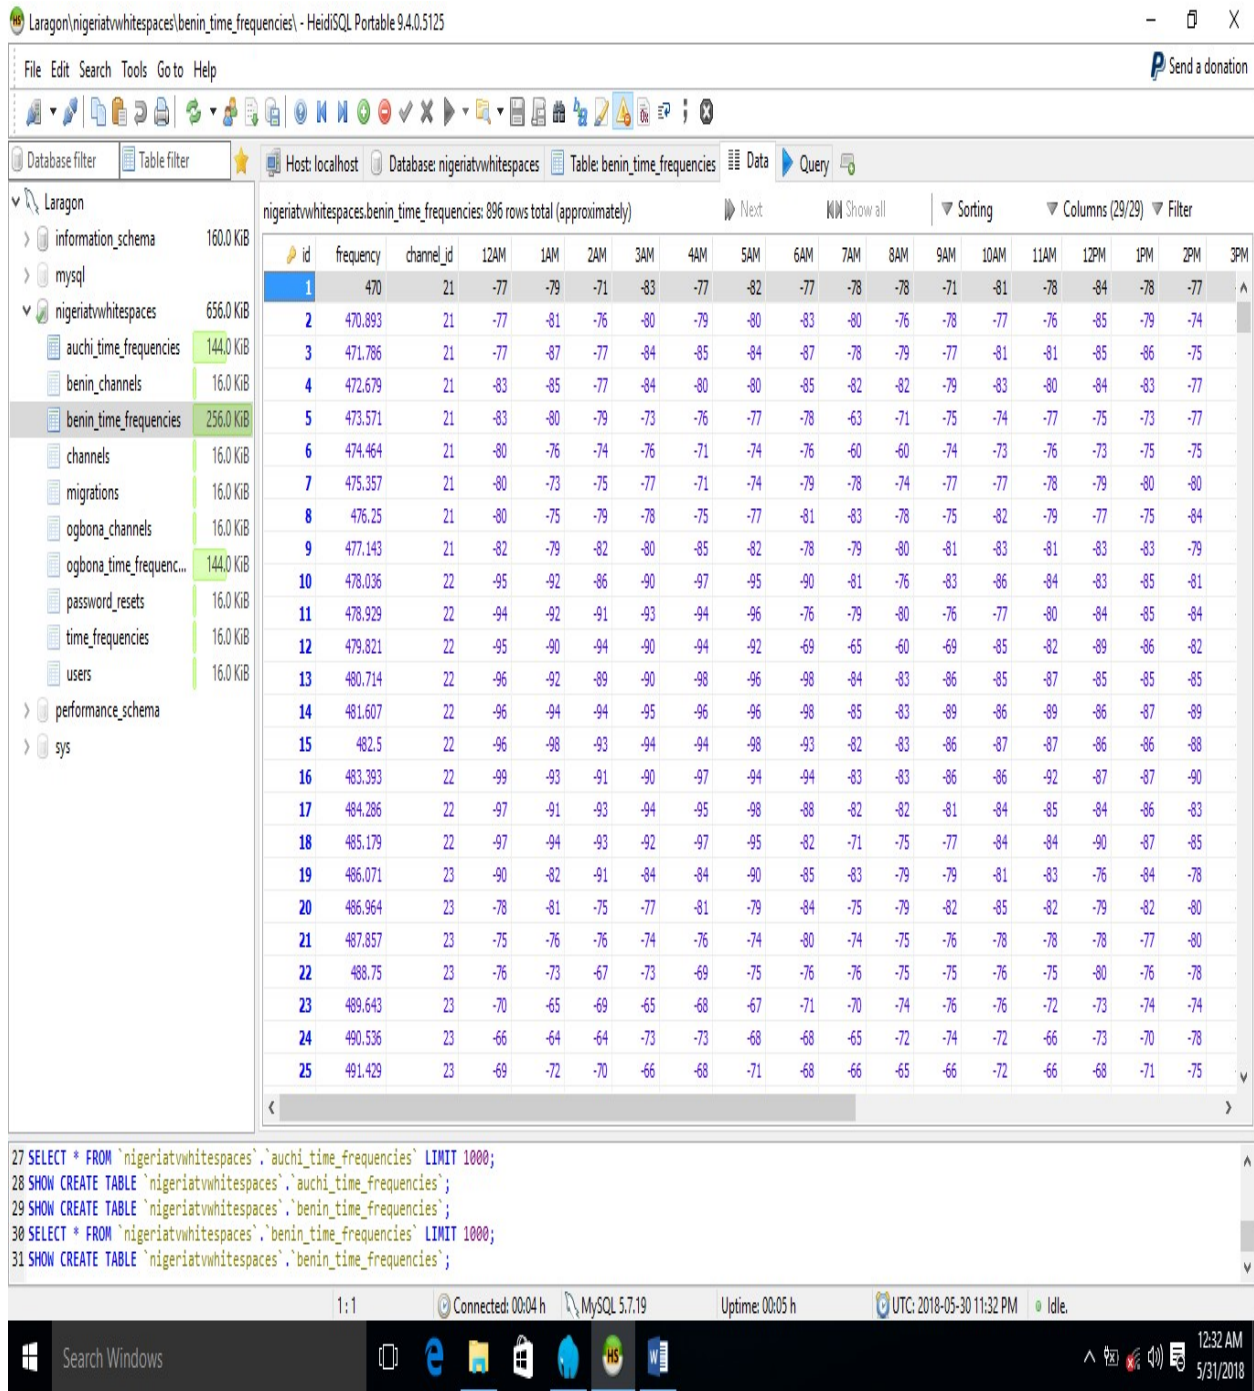 Laragon\nigeriatvwhitespaces\benin_time_frequencies\ - HeidiSQL Portable 9.4.0.5125
File Edit Search Tools Go to Help
Send a donation
Database filter Table filter
Host: localhost Database: nigeriatvwhitespaces Table: benin_time_frequencies Data Query
Laragon
information_schema 160.0 KiB
mysql
nigeriatvwhitespaces 656.0 KiB
auchi_time_frequencies 144.0 KiB
benin_channels 16.0 KiB
benin_time_frequencies 256.0 KiB
channels 16.0 KiB
migrations 16.0 KiB
ogbona_channels 16.0 KiB
ogbona_time_frequenc... 144.0 KiB
password_resets 16.0 KiB
time_frequencies 16.0 KiB
users 16.0 KiB
performance_schema
sys
nigeriatvwhitespaces.benin_time_frequencies: 896 rows total (approximately) Next Show all Sorting Columns (29/29) Filter
id frequency channel_id 12AM 1AM 2AM 3AM 4AM 5AM 6AM 7AM 8AM 9AM 10AM 11AM 12PM 1PM 2PM 3PM
1 470 21 -77 -79 -71 -83 -77 -82 -77 -78 -78 -71 -81 -78 -84 -78 -77
2 470.893 21 -77 -81 -76 -80 -79 -80 -83 -80 -76 -78 -77 -76 -85 -79 -74
3 471.786 21 -77 -87 -77 -84 -85 -84 -87 -78 -79 -77 -81 -81 -85 -86 -75
4 472.679 21 -83 -85 -77 -84 -80 -80 -85 -82 -82 -79 -83 -80 -84 -83 -77
5 473.571 21 -83 -80 -79 -73 -76 -77 -78 -63 -71 -75 -74 -77 -75 -73 -77
6 474.464 21 -80 -76 -74 -76 -71 -74 -76 -60 -60 -74 -73 -76 -73 -75 -75
7 475.357 21 -80 -73 -75 -77 -71 -74 -79 -78 -74 -77 -77 -78 -79 -80 -80
8 476.25 21 -80 -75 -79 -78 -75 -77 -81 -83 -78 -75 -82 -79 -77 -75 -84
9 477.143 21 -82 -79 -82 -80 -85 -82 -78 -79 -80 -81 -83 -81 -83 -83 -79
10 478.036 22 -95 -92 -86 -90 -97 -95 -90 -81 -76 -83 -86 -84 -83 -85 -81
11 478.929 22 -94 -92 -91 -93 -94 -96 -76 -79 -80 -76 -77 -80 -84 -85 -84
12 479.821 22 -95 -90 -94 -90 -94 -92 -69 -65 -60 -69 -85 -82 -89 -86 -82
13 480.714 22 -96 -92 -89 -90 -98 -96 -98 -84 -83 -86 -85 -87 -85 -85 -85
14 481.607 22 -96 -94 -94 -95 -96 -96 -98 -85 -83 -89 -86 -89 -86 -87 -89
15 482.5 22 -96 -98 -93 -94 -94 -98 -93 -82 -83 -86 -87 -87 -86 -86 -88
16 483.393 22 -99 -93 -91 -90 -97 -94 -94 -83 -83 -86 -86 -92 -87 -87 -90
17 484.286 22 -97 -91 -93 -94 -95 -98 -88 -82 -82 -81 -84 -85 -84 -86 -83
18 485.179 22 -97 -94 -93 -92 -97 -95 -82 -71 -75 -77 -84 -84 -90 -87 -85
19 486.071 23 -90 -82 -91 -84 -84 -90 -85 -83 -79 -79 -81 -83 -76 -84 -78
20 486.964 23 -78 -81 -75 -77 -81 -79 -84 -75 -79 -82 -85 -82 -79 -82 -80
21 487.857 23 -75 -76 -76 -74 -76 -74 -80 -74 -75 -76 -78 -78 -78 -77 -80
22 488.75 23 -76 -73 -67 -73 -69 -75 -76 -76 -75 -75 -76 -75 -80 -76 -78
23 489.643 23 -70 -65 -69 -65 -68 -67 -71 -70 -74 -76 -76 -72 -73 -74 -74
24 490.536 23 -66 -64 -64 -73 -73 -68 -68 -65 -72 -74 -72 -66 -73 -70 -78
25 491.429 23 -69 -72 -70 -66 -68 -71 -68 -66 -65 -66 -72 -66 -68 -71 -75
27 SELECT * FROM `nigeriatvwhitespaces`.`auchi_time_frequencies` LIMIT 1000;
28 SHOW CREATE TABLE `nigeriatvwhitespaces`.`auchi_time_frequencies`;
29 SHOW CREATE TABLE `nigeriatvwhitespaces`.`benin_time_frequencies`;
30 SELECT * FROM `nigeriatvwhitespaces`.`benin_time_frequencies` LIMIT 1000;
31 SHOW CREATE TABLE `nigeriatvwhitespaces`.`benin_time_frequencies`;
1 : 1 Connected: 00:04 h MySQL 5.7.19 Uptime: 00:05 h UTC: 2018-05-30 11:32 PM Idle.
Search Windows
HS
12:32 AM
5/31/2018